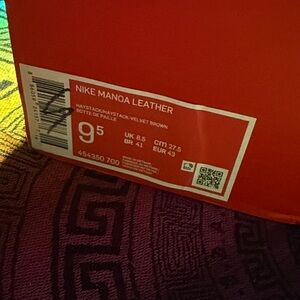 NIKE MANOA LEATHER
HAYSTACK/HAYSTACK-VELVET BROWN
BOTTE DE PAILLE
9.5
UK 8.5 cm 27.5
BR 41 EUR 43
454350 700